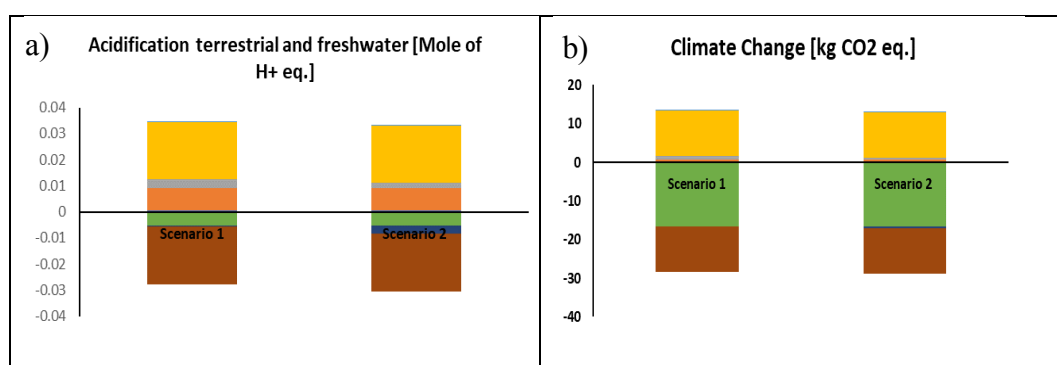 a)
Acidification terrestrial and freshwater [Mole of
H+ eq.]
0.04
0.03
0.02
0.01
0
-0.01
-0.02
-0.03
-0.04
Scenario 1
Scenario 2
b)
Climate Change [kg CO2 eq.]
20
10
0
-10
-20
-30
-40
Scenario 1
Scenario 2